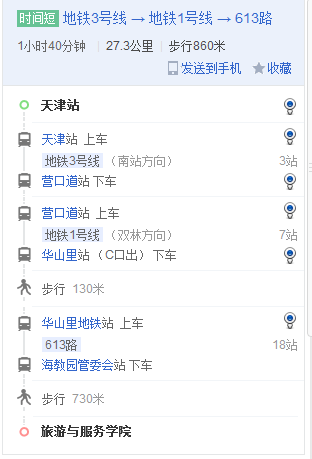 时间短 地铁3号线 → 地铁1号线 → 613路
1小时40分钟 | 27.3公里 | 步行860米
发送到手机 收藏
天津站
天津站 上车
地铁3号线 (南站方向) 3站
营口道站 下车
营口道站 上车
地铁1号线 (双林方向) 7站
华山里站 (C口出) 下车
步行 130米
华山里地铁站 上车
613路 18站
海教园管委会站 下车
步行 730米
旅游与服务学院